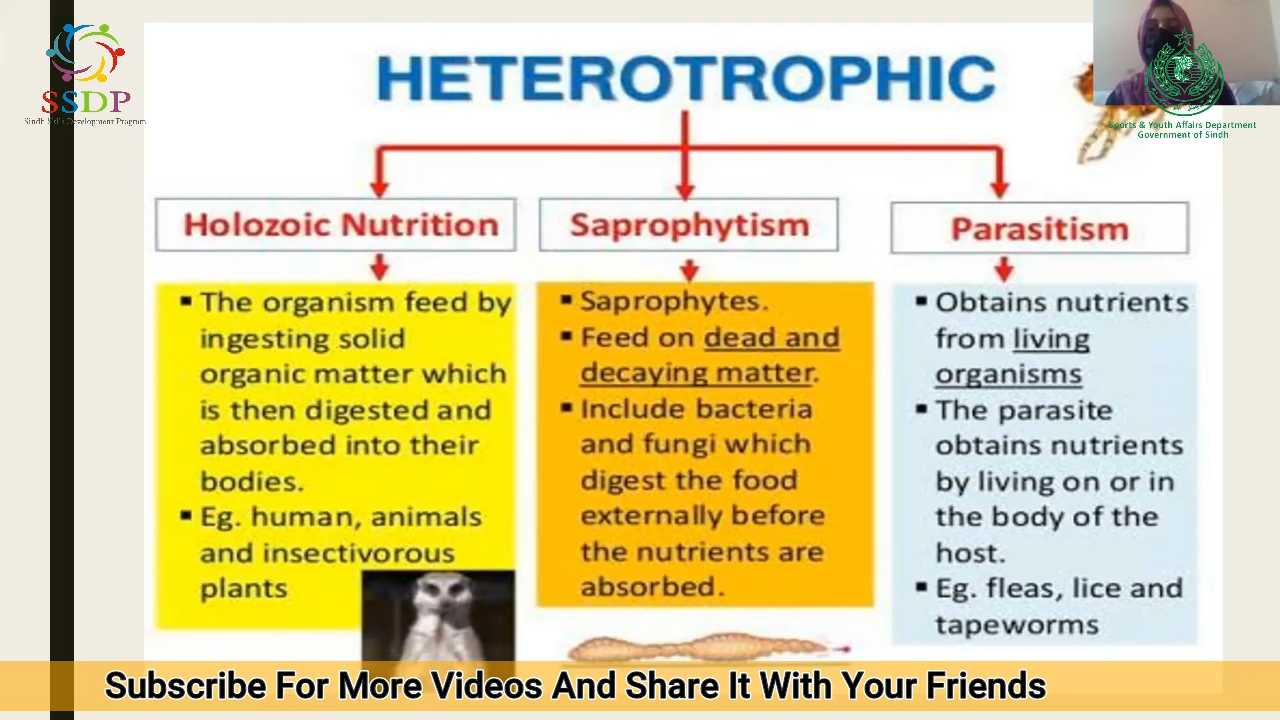 HETEROTROPHIC
SSDP
Sindh Skills Development Program
Sports & Youth Affairs Department
Government of Sindh
Holozoic Nutrition
▪ The organism feed by
ingesting solid
organic matter which
is then digested and
absorbed into their
bodies.
▪ Eg. human, animals
and insectivorous
plants
Saprophytism
▪ Saprophytes.
▪ Feed on dead and
decaying matter.
▪ Include bacteria
and fungi which
digest the food
externally before
the nutrients are
absorbed.
Parasitism
▪ Obtains nutrients
from living
organisms
▪ The parasite
obtains nutrients
by living on or in
the body of the
host.
▪ Eg. fleas, lice and
tapeworms
Subscribe For More Videos And Share It With Your Friends